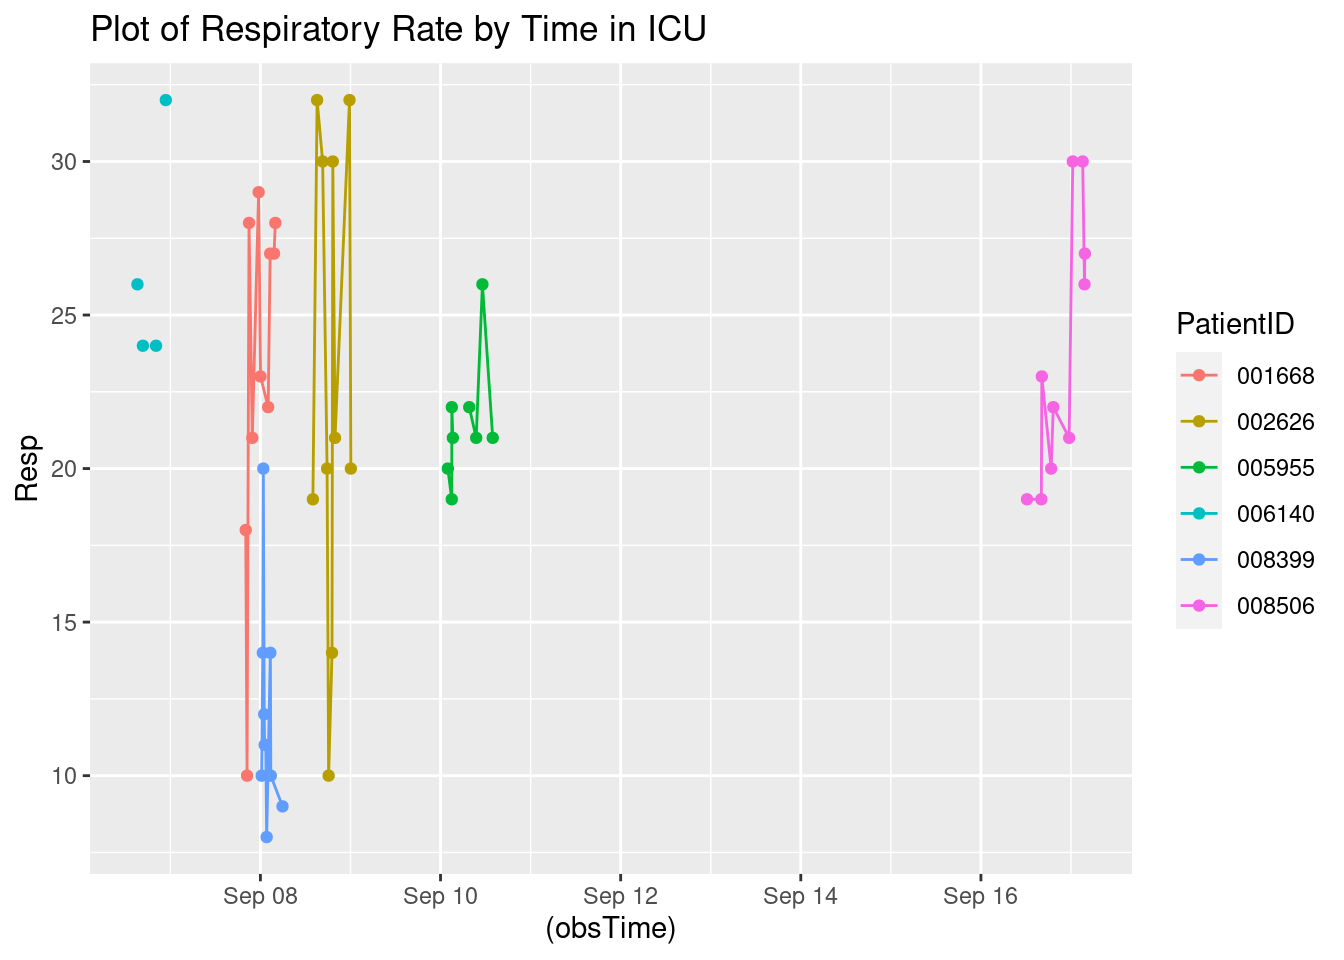 Plot of Respiratory Rate by Time in ICU
30
25
20
15
10
Resp
Sep 08 Sep 10 Sep 12 Sep 14 Sep 16
(obsTime)
PatientID
001668
002626
005955
006140
008399
008506